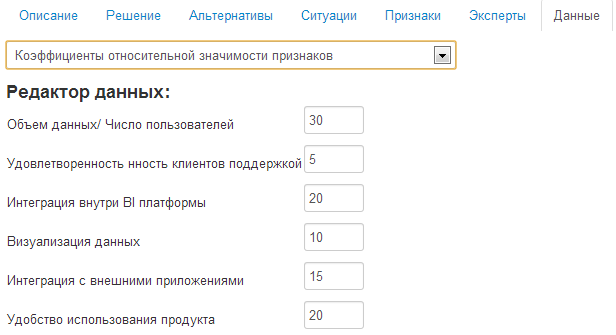 Описание Решение Альтернативы Ситуации Признаки Эксперты Данные
Коэффициенты относительной значимости признаков
Редактор данных:
Объем данных/ Число пользователей 30
Удовлетворенность нность клиентов поддержкой 5
Интеграция внутри BI платформы 20
Визуализация данных 10
Интеграция с внешними приложениями 15
Удобство использования продукта 20